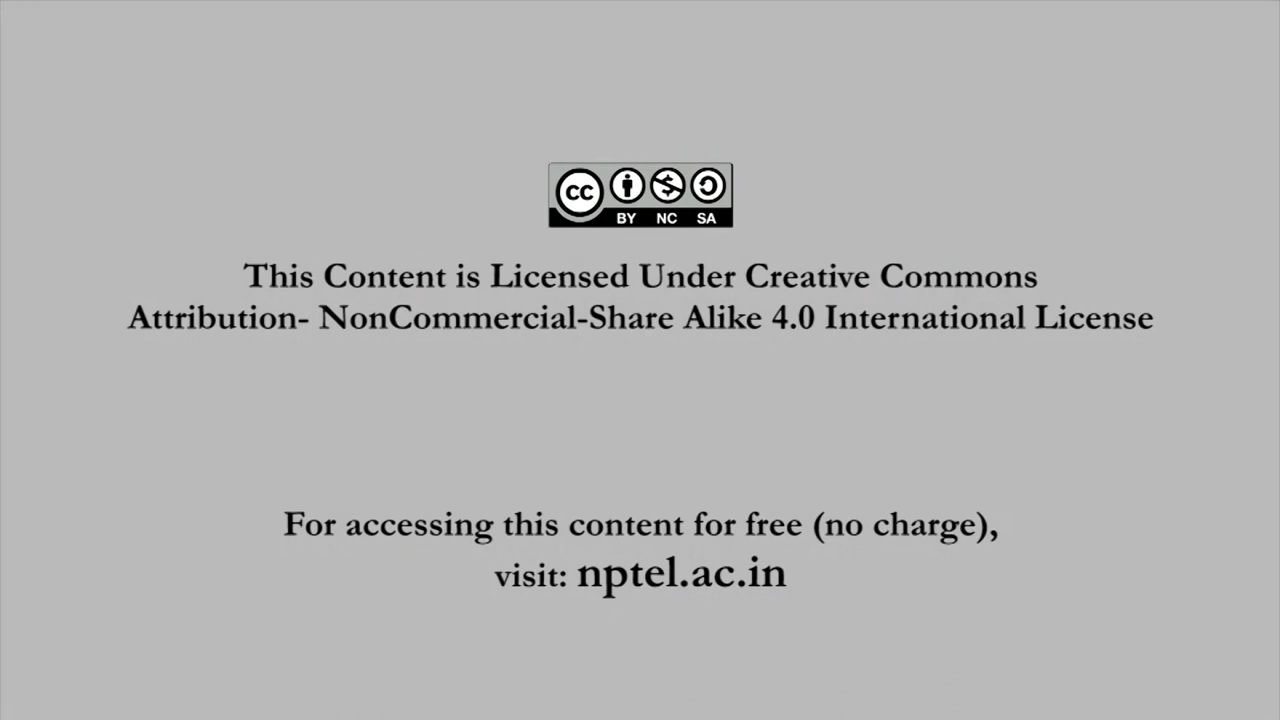 cc BY NC SA
This Content is Licensed Under Creative Commons
Attribution- NonCommercial-Share Alike 4.0 International License
For accessing this content for free (no charge),
visit: nptel.ac.in